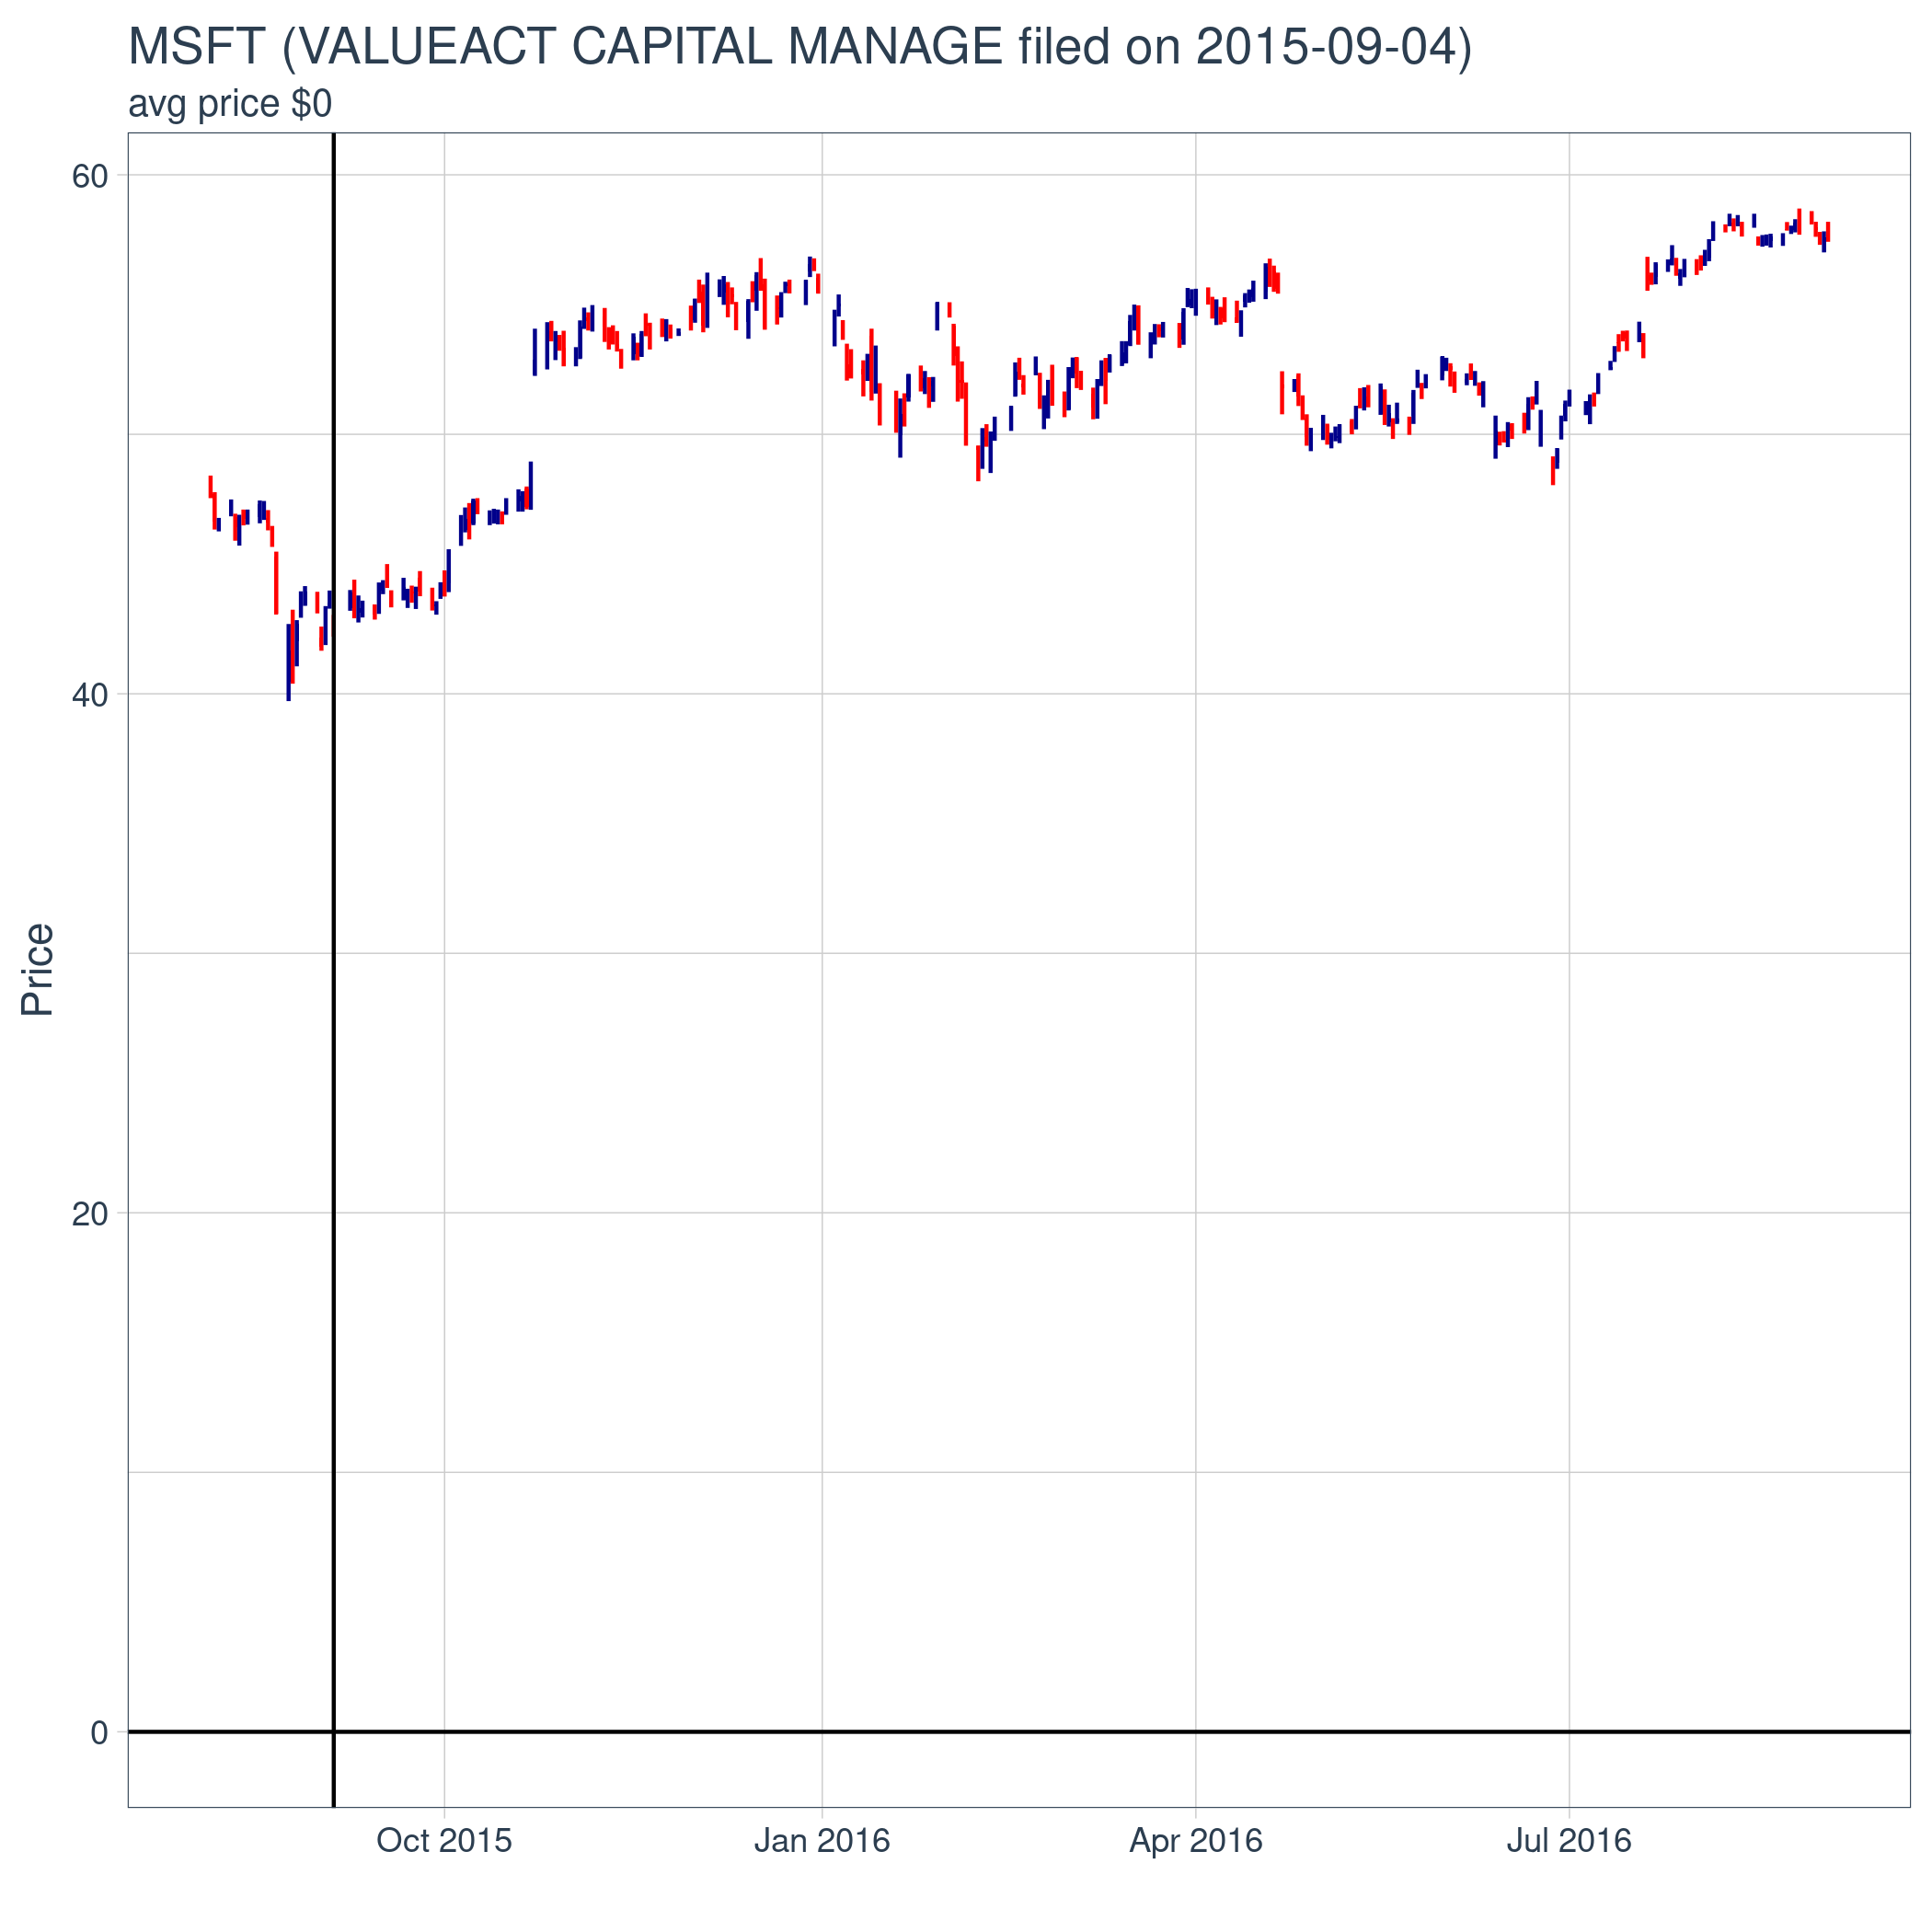 MSFT (VALUEACT CAPITAL MANAGE filed on 2015-09-04)
avg price $0
60
40
20
0
Price
Oct 2015 Jan 2016 Apr 2016 Jul 2016